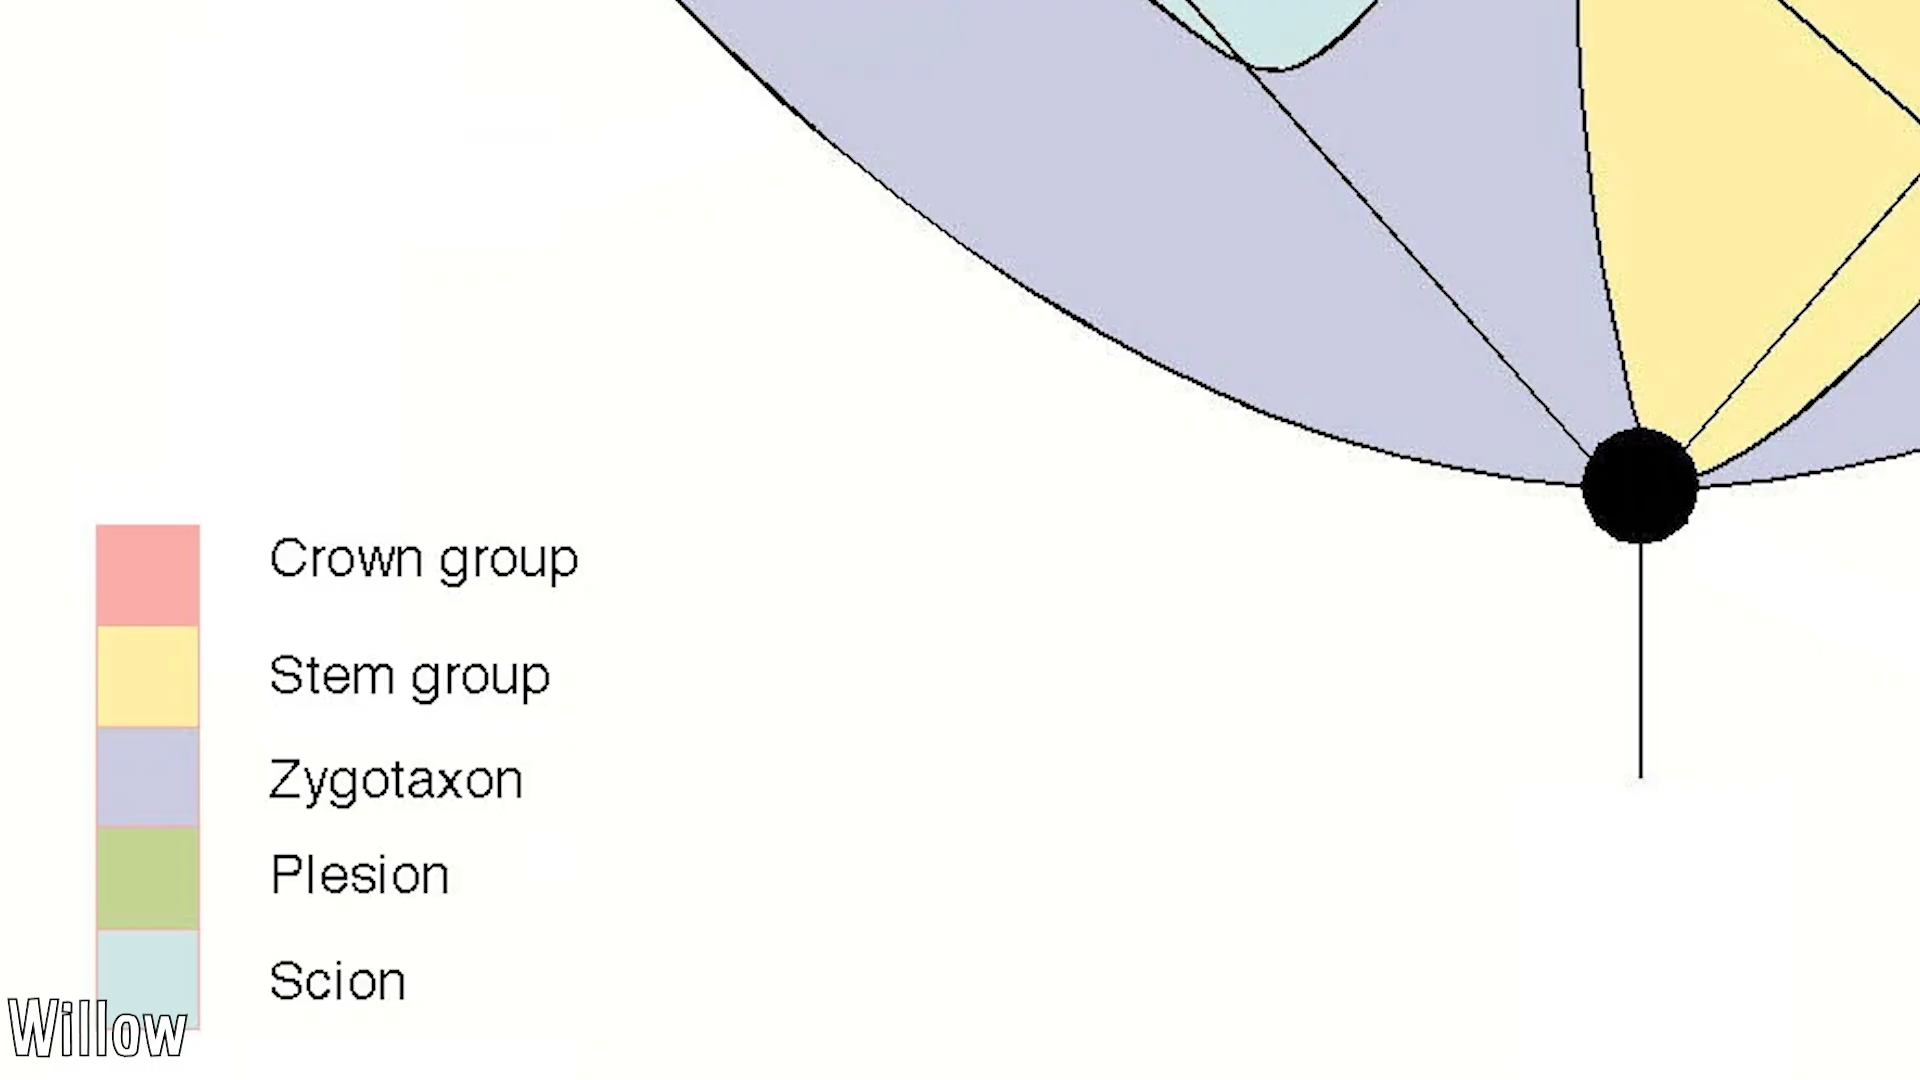 Crown group
Stem group
Zygotaxon
Plesion
Scion
Willow